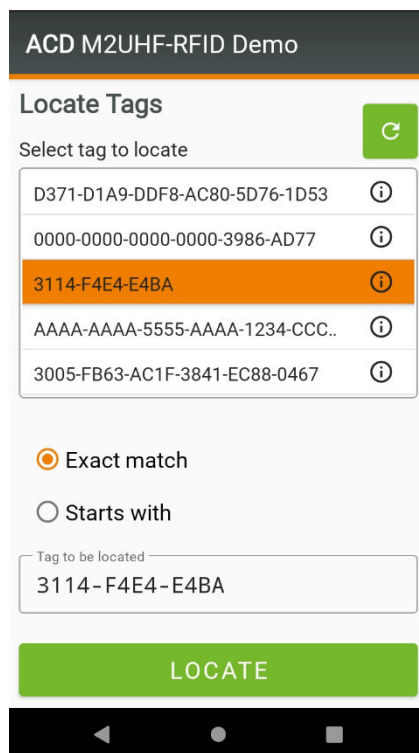 ACD M2UHF-RFID Demo
Locate Tags
Select tag to locate
D371-D1A9-DDF8-AC80-5D76-1D53
0000-0000-0000-0000-3986-AD77
3114-F4E4-E4BA
AAAA-AAAA-5555-AAAA-1234-CCC..
3005-FB63-AC1F-3841-EC88-0467
Exact match
Starts with
Tag to be located
3114-F4E4-E4BA
LOCATE